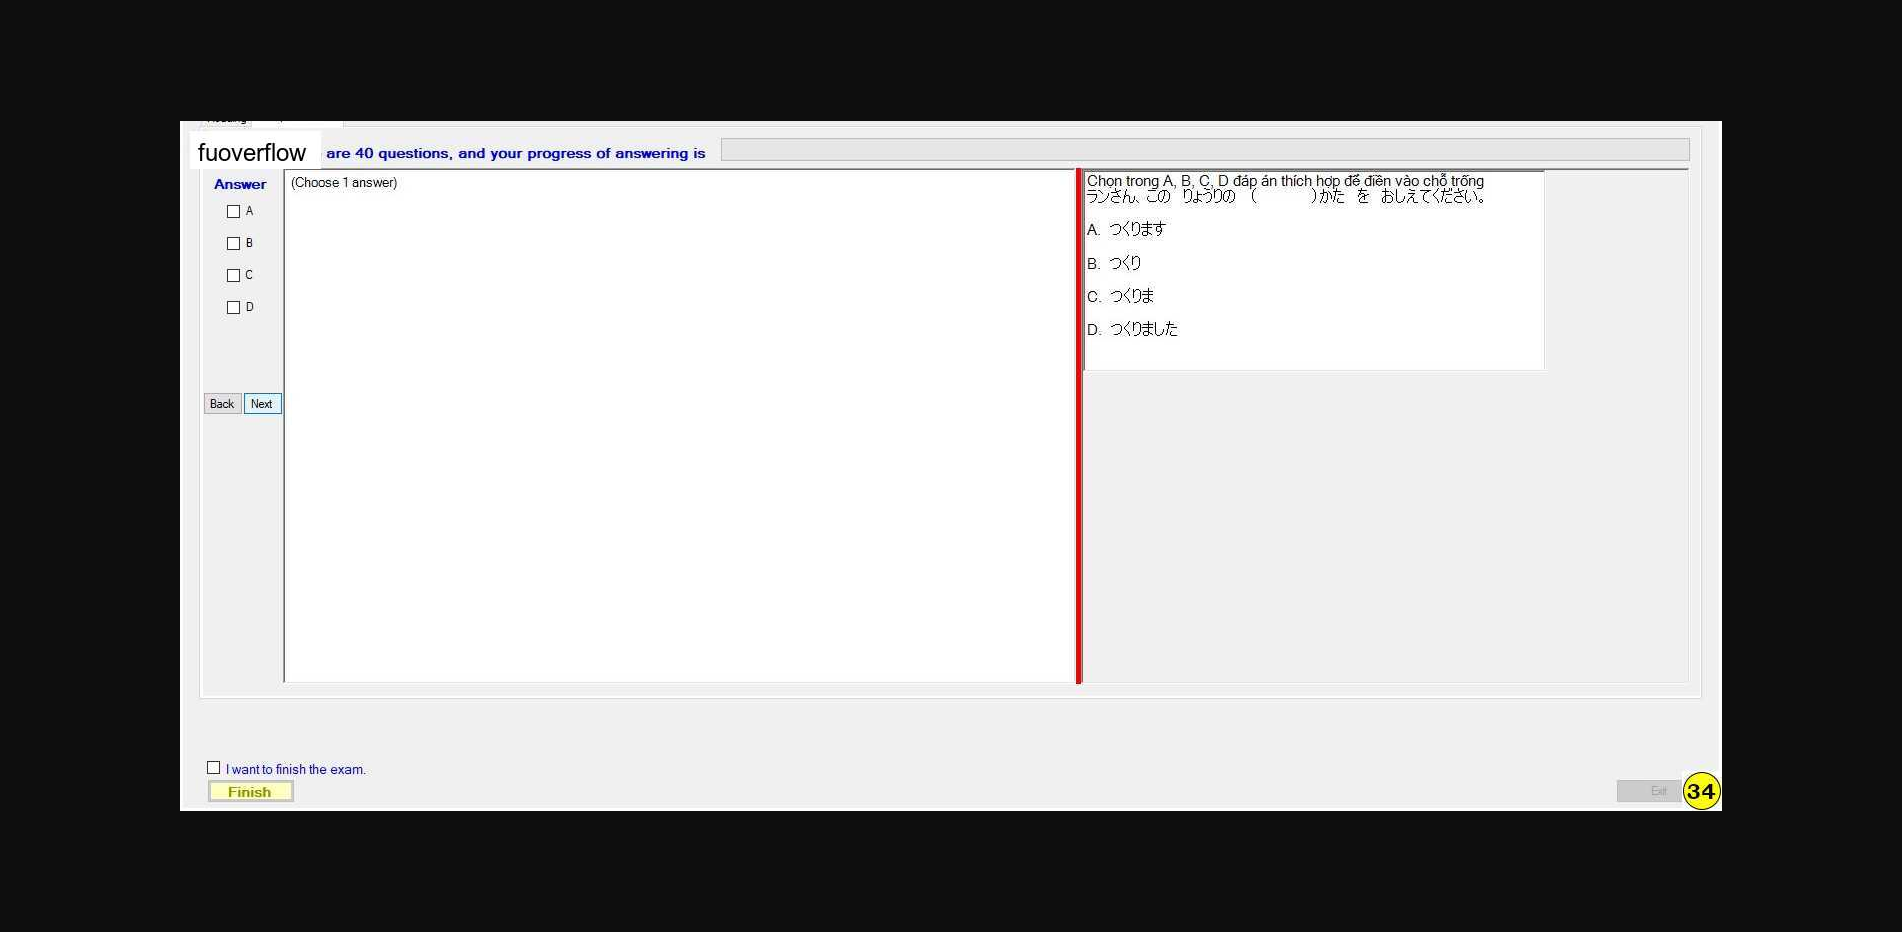 fuoverflow are 40 questions, and your progress of answering is
Answer
(Choose 1 answer)
A
B
C
D
Back Next
Chọn trong A, B, C, D đáp án thích hợp để điền vào chỗ trống
ランさん、この りょうりの ( )かた を おしえてください。
A. つくります
B. つくり
C. つくりま
D. つくりました
I want to finish the exam.
Finish
Exit
34